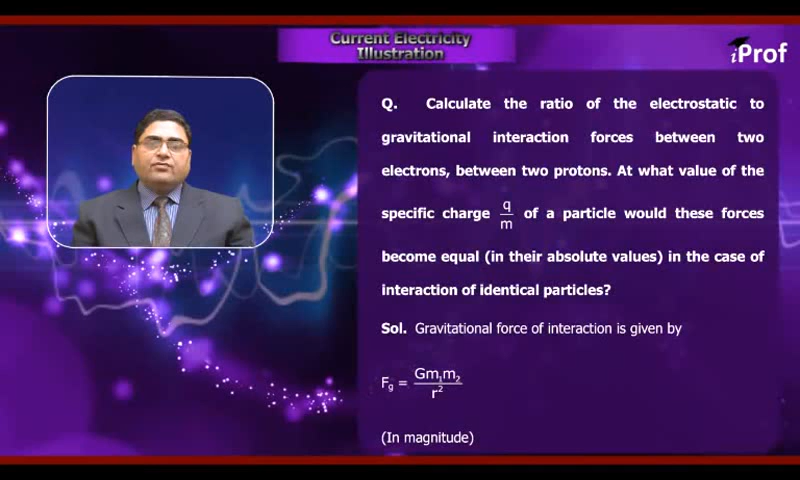 Current Electricity
Illustration
iProf
Q. Calculate the ratio of the electrostatic to
gravitational interaction forces between two
electrons, between two protons. At what value of the
specific charge q/m of a particle would these forces
become equal (in their absolute values) in the case of
interaction of identical particles?
Sol. Gravitational force of interaction is given by
F_g = Gm₁m₂/r²
(In magnitude)